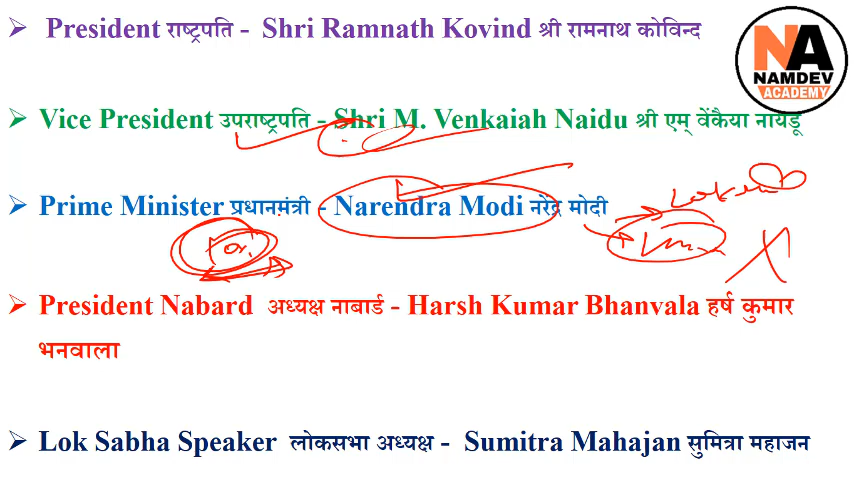 President राष्ट्रपति - Shri Ramnath Kovind श्री रामनाथ कोविन्द
NA
NAMDEV
ACADEMY
Vice President उपराष्ट्रपति - Shri M. Venkaiah Naidu श्री एम् वेंकैया नायडू
Prime Minister प्रधानमंत्री - Narendra Modi नरेंद्र मोदी
President Nabard अध्यक्ष नाबार्ड - Harsh Kumar Bhanvala हर्ष कुमार
भनवाला
Lok Sabha Speaker लोकसभा अध्यक्ष - Sumitra Mahajan सुमित्रा महाजन